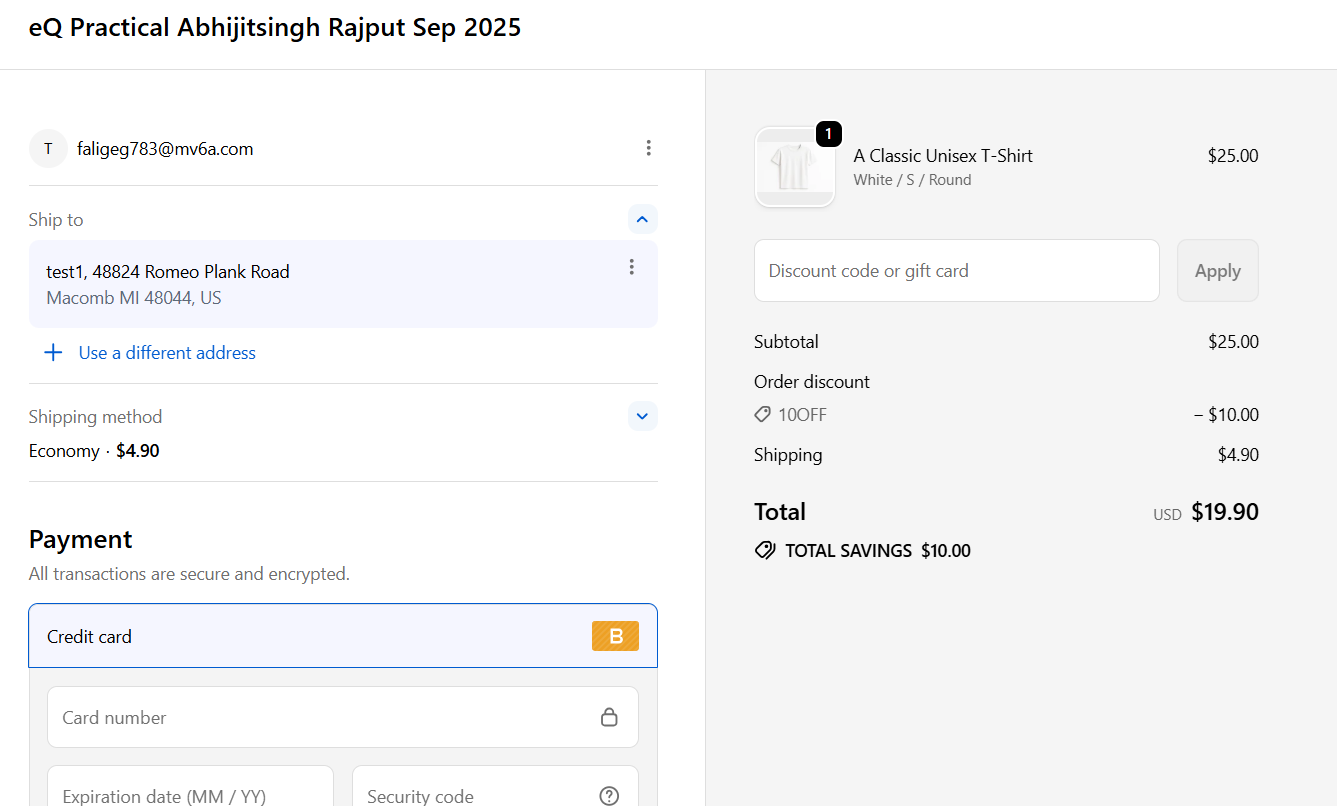 eQ Practical Abhijitsingh Rajput Sep 2025
T faligeg783@mv6a.com
Ship to
test1, 48824 Romeo Plank Road
Macomb MI 48044, US
Use a different address
Shipping method
Economy · $4.90
Payment
All transactions are secure and encrypted.
Credit card B
Card number
Expiration date (MM / YY) Security code
1
A Classic Unisex T-Shirt $25.00
White / S / Round
Discount code or gift card Apply
Subtotal $25.00
Order discount
10OFF – $10.00
Shipping $4.90
Total USD $19.90
TOTAL SAVINGS $10.00